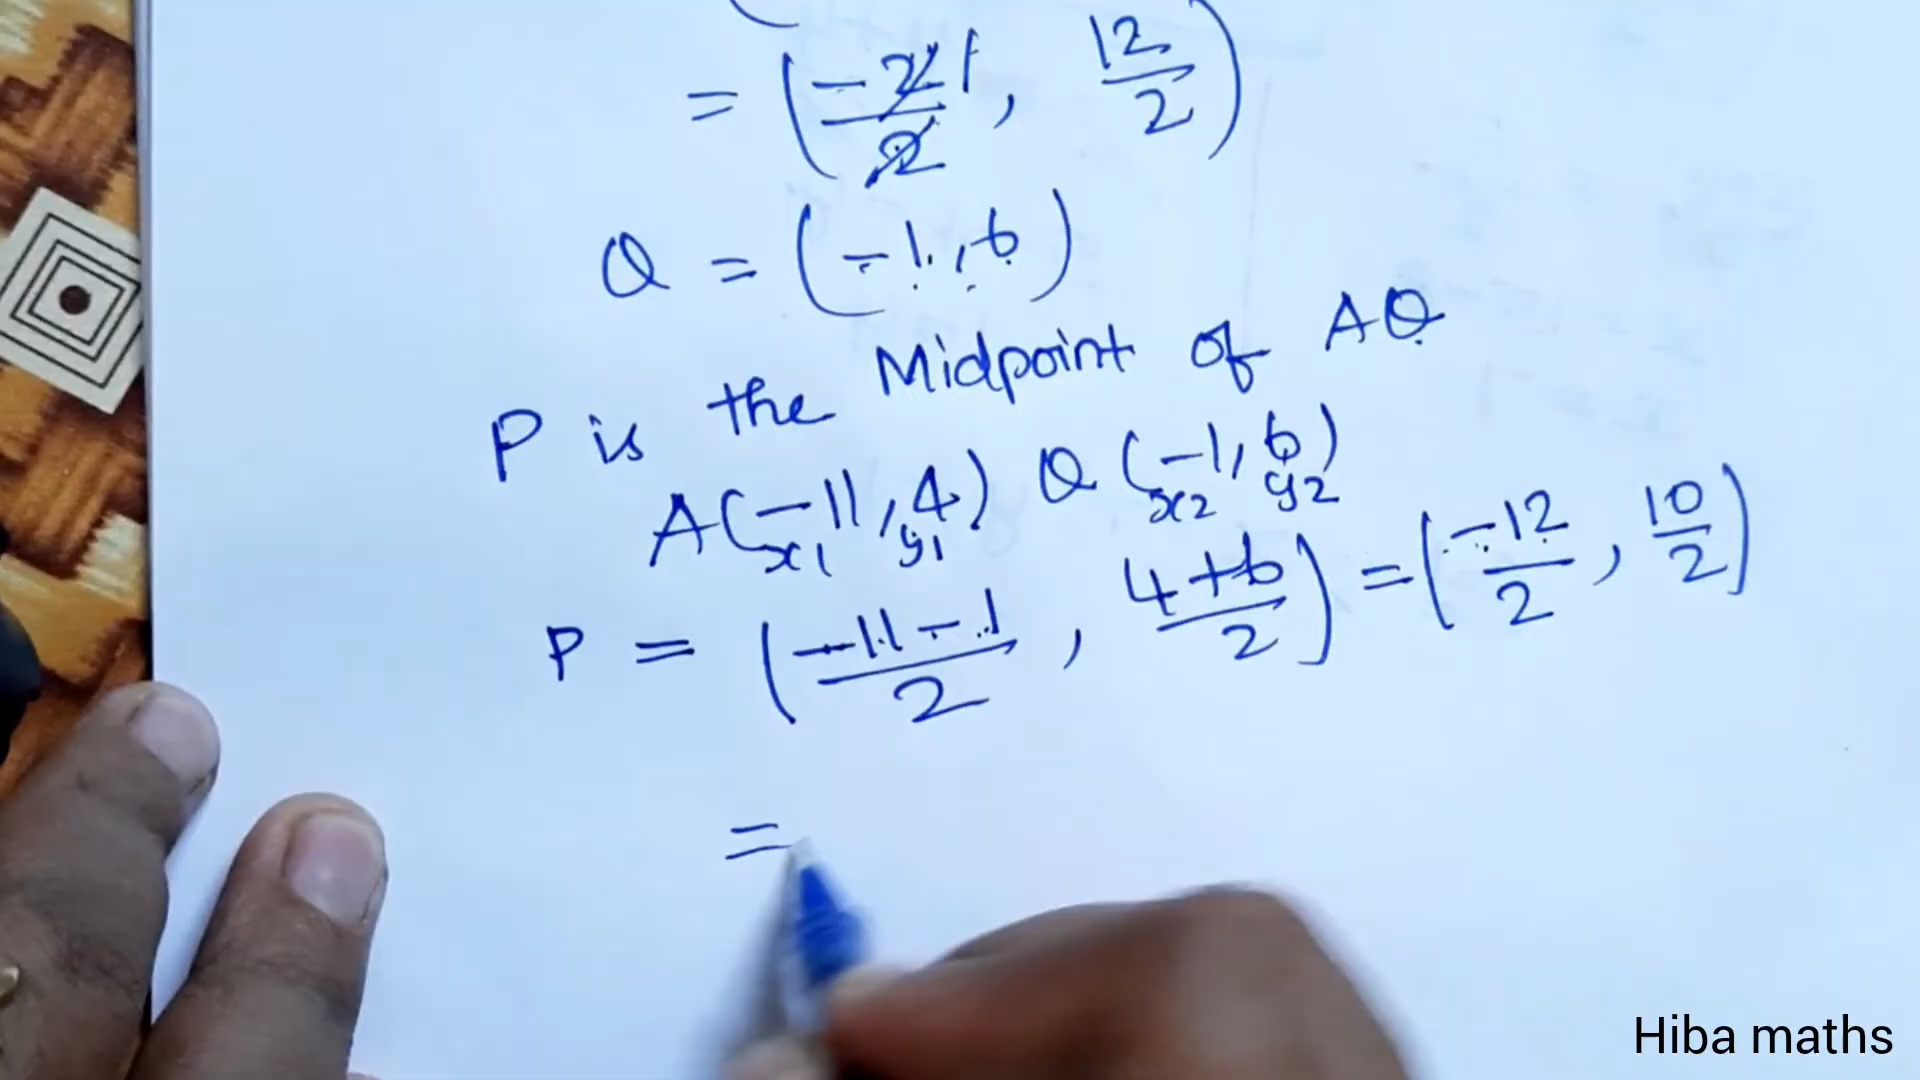 = (-2/2 1, 12/2)
Q = (-1, 6)
P is the Midpoint of AQ
A(-11, 4) Q (-1, 6)
x1 y1 x2 y2
P = (-11-1/2, 4+6/2) = (-12/2, 10/2)
=
Hiba maths